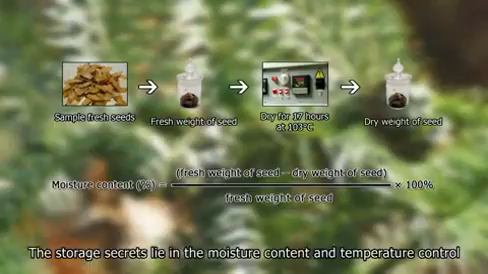 Sample fresh seeds
Fresh weight of seed
Dry for 17 hours
at 103°C
Dry weight of seed
Moisture content (%) = (fresh weight of seed - dry weight of seed)
fresh weight of seed
× 100%
The storage secrets lie in the moisture content and temperature control